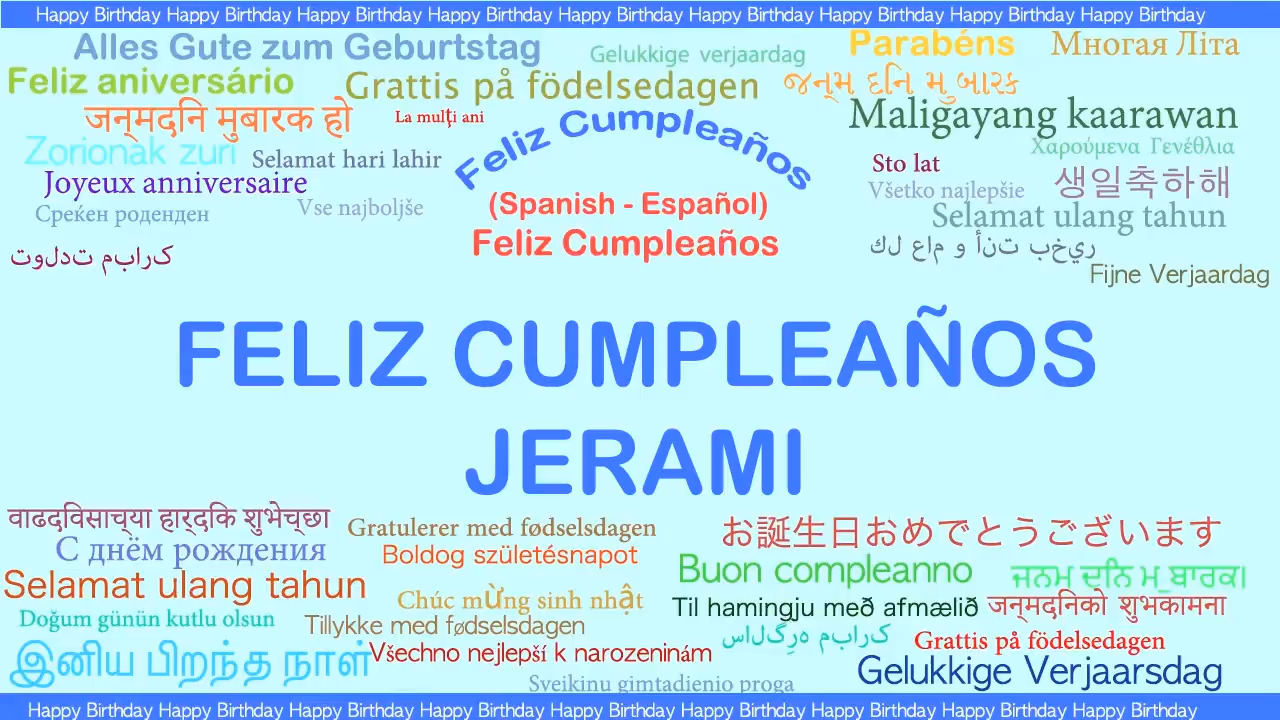 Happy Birthday Happy Birthday Happy Birthday Happy Birthday Happy Birthday Happy Birthday Happy Birthday Happy Birthday Happy Birthday
Alles Gute zum Geburtstag
Gelukkige verjaardag
Parabéns
Многая Літа
Feliz aniversário
Grattis på födelsedagen
જન્મ દિન મુ બારક
जन्मदिन मुबारक हो
La mulţi ani
Feliz Cumpleaños
Maligayang kaarawan
Zorionak zuri
Selamat hari lahir
Χαρούμενα Γενέθλια
Sto lat
Joyeux anniversaire
Všetko najlepšie
생일축하해
Среќен роденден
Vse najboljše
(Spanish - Español)
Selamat ulang tahun
Feliz Cumpleaños
كل عام و أنت بخير
تولدت مبارک
Fijne Verjaardag
FELIZ CUMPLEAÑOS
JERAMI
वाढदिवसाच्या हार्दिक शुभेच्छा
Gratulerer med fødselsdagen
お誕生日おめでとうございます
С днём рождения
Boldog születésnapot
Buon compleanno
ਜਨਮ ਦਿਨ ਮੁ ਬਾਰਕ।
Selamat ulang tahun
Chúc mừng sinh nhật
Til hamingju með afmælið
जन्मदिनको शुभकामना
Doğum günün kutlu olsun
Tillykke med fødselsdagen
سالگرہ مبارک
Grattis på födelsedagen
இனிய பிறந்த நாள்
Všechno nejlepší k narozeninám
Gelukkige Verjaarsdag
Sveikinu gimtadienio proga
Happy Birthday Happy Birthday Happy Birthday Happy Birthday Happy Birthday Happy Birthday Happy Birthday Happy Birthday Happy Birthday